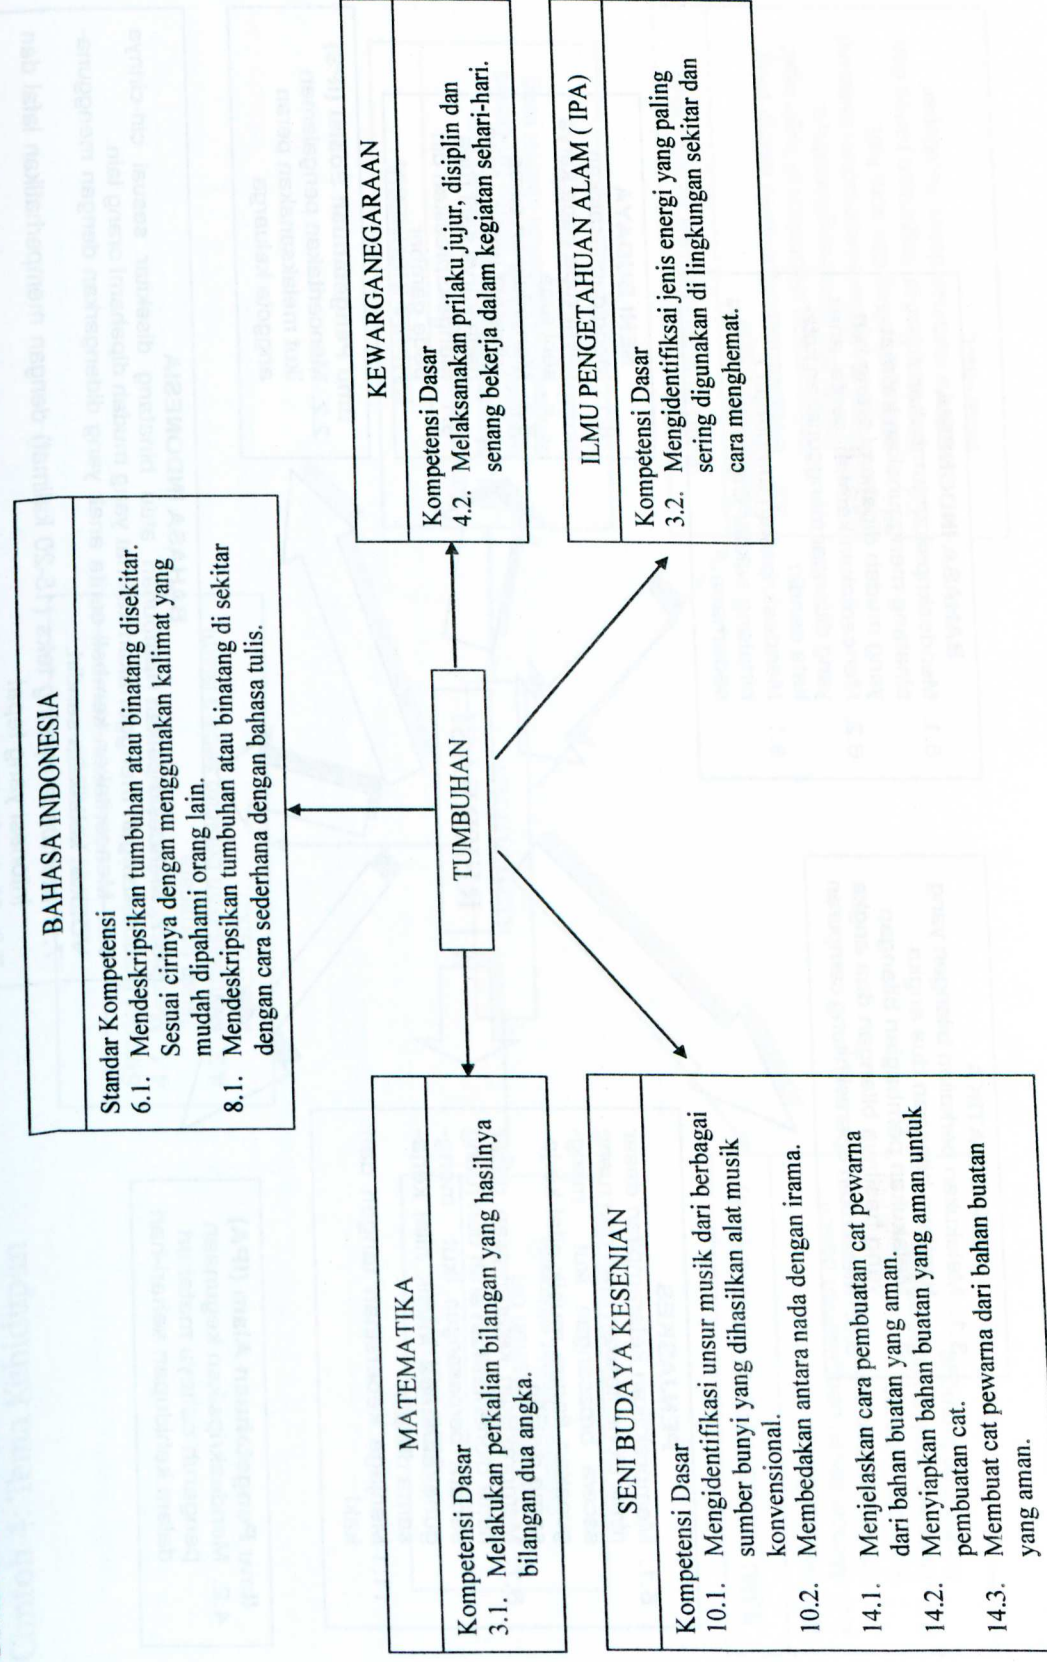 BAHASA INDONESIA
Standar Kompetensi
6.1. Mendeskripsikan tumbuhan atau binatang disekitar.
Sesuai cirinya dengan menggunakan kalimat yang
mudah dipahami orang lain.
8.1. Mendeskripsikan tumbuhan atau binatang di sekitar
dengan cara sederhana dengan bahasa tulis.
MATEMATIKA
Kompetensi Dasar
3.1. Melakukan perkalian bilangan yang hasilnya
bilangan dua angka.
TUMBUHAN
KEWARGANEGARAAN
Kompetensi Dasar
4.2. Melaksanakan prilaku jujur, disiplin dan
senang bekerja dalam kegiatan sehari-hari.
SENI BUDAYA KESENIAN
Kompetensi Dasar
10.1. Mengidentifikasi unsur musik dari berbagai
sumber bunyi yang dihasilkan alat musik
konvensional.
10.2. Membedakan antara nada dengan irama.
14.1. Menjelaskan cara pembuatan cat pewarna
dari bahan buatan yang aman.
14.2. Menyiapkan bahan buatan yang aman untuk
pembuatan cat.
14.3. Membuat cat pewarna dari bahan buatan
yang aman.
ILMU PENGETAHUAN ALAM ( IPA)
Kompetensi Dasar
3.2. Mengidentifiksai jenis energi yang paling
sering digunakan di lingkungan sekitar dan
cara menghemat.